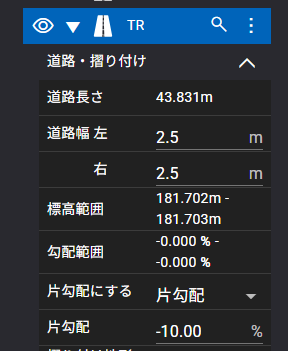 TR
道路・摺り付け
道路長さ 43.831m
道路幅 左 2.5 m
右 2.5 m
標高範囲 181.702m -
181.703m
勾配範囲 -0.000 % -
-0.000 %
片勾配にする 片勾配
片勾配 -10.00 %